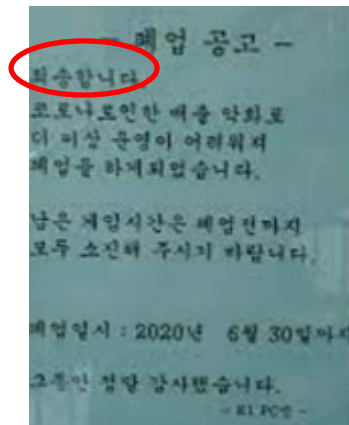 - 폐업 공고 -
죄송합니다.
코로나로인한 매출 악화로
더 이상 운영이 어려워져
폐업을 하게되었습니다.
남은 게임시간은 폐업전까지
모두 소진해 주시기 바랍니다.
폐업일시 : 2020년 6월 30일까지
그동안 정말 감사했습니다.
- K1 PC방 -